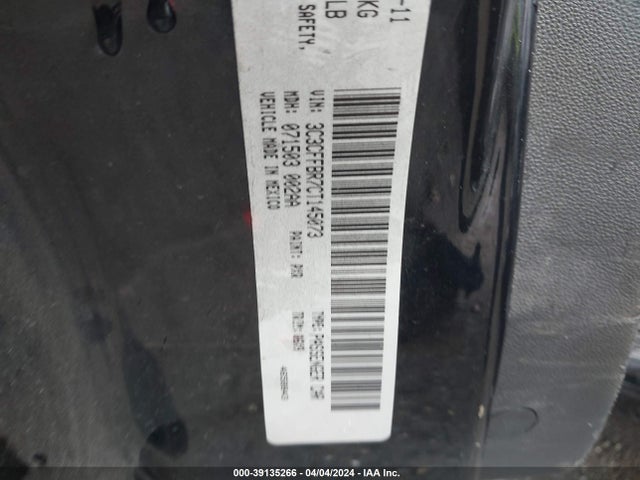 -11
KG
LB
SAFETY.
VIN: 3C3CFFBR7CT145073
TYPE: PASSENGER CAR
MDH: 071503 002AA
PAINT: PXR
VEHICLE MADE IN MEXICO
000-39135266 - 04/04/2024 - IAA Inc.